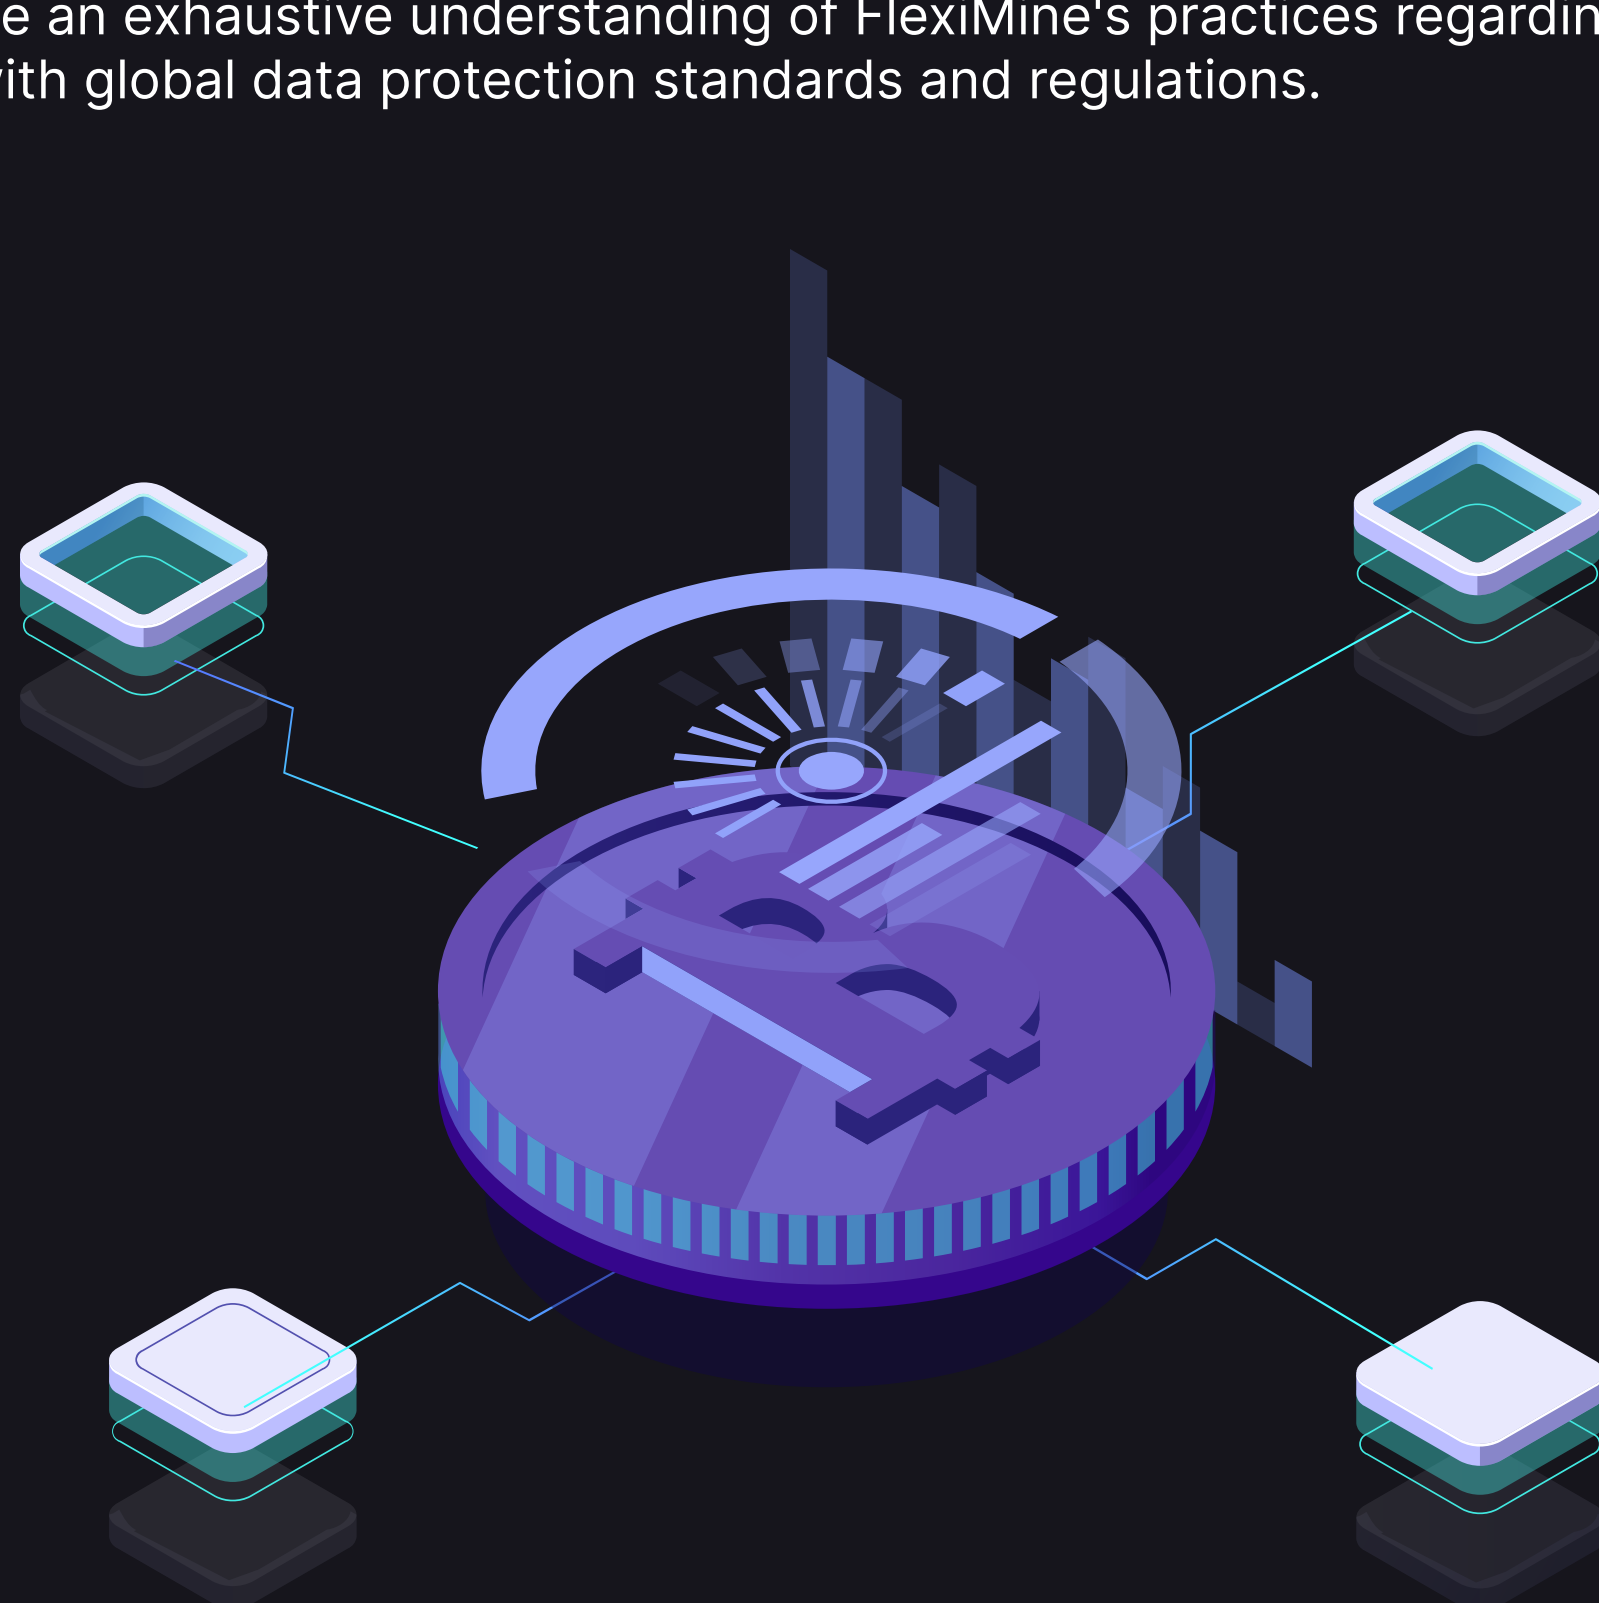 e an exhaustive understanding of FlexiMine's practices regardin
ith global data protection standards and regulations.